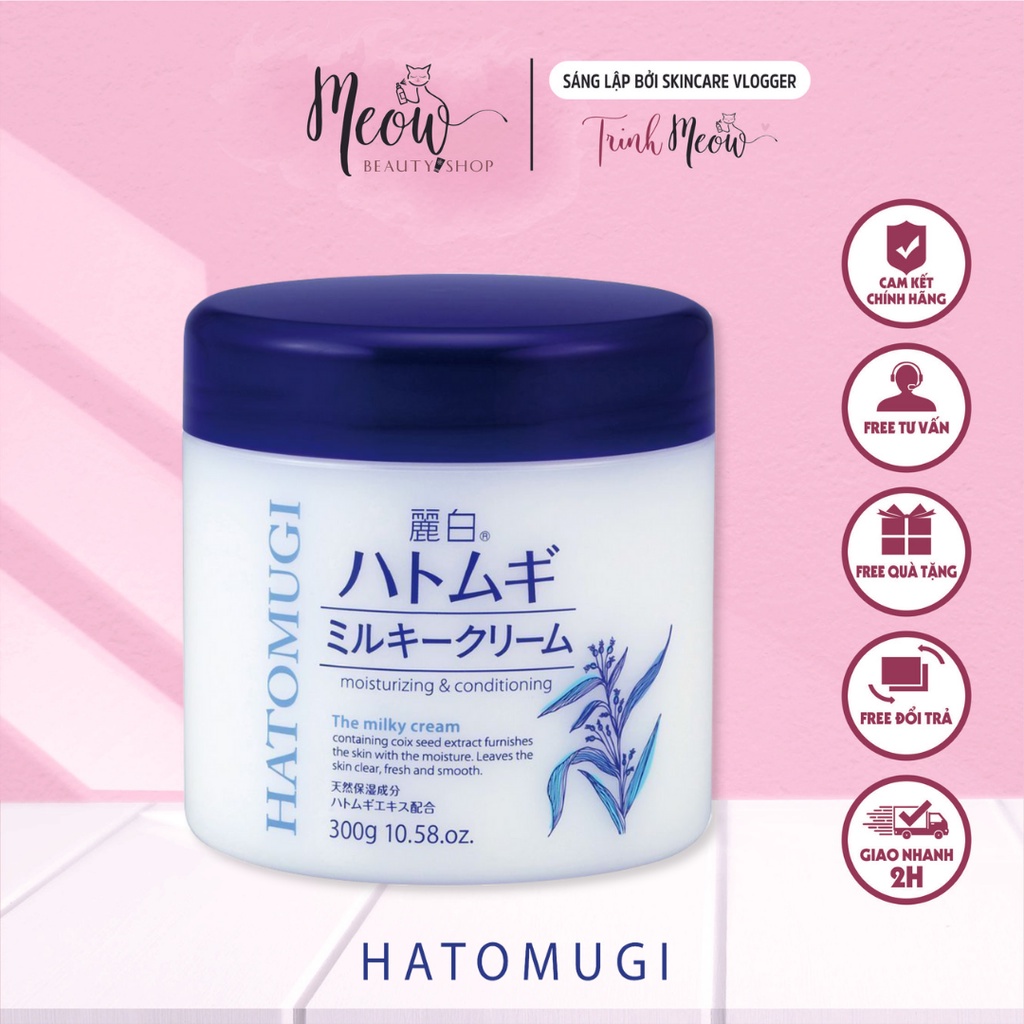 Meow
BEAUTY SHOP
SÁNG LẬP BỞI SKINCARE VLOGGER
Trinh Meow
CAM KẾT
CHÍNH HÃNG
FREE TƯ VẤN
FREE QUÀ TẶNG
FREE ĐỔI TRẢ
GIAO NHANH
2H
HATOMUGI
麗白®
ハトムギ
ミルキークリーム
moisturizing & conditioning
The milky cream
containing coix seed extract furnishes
the skin with the moisture. Leaves the
skin clear, fresh and smooth.
天然保湿成分
ハトムギエキス配合
300g 10.58oz.
HATOMUGI